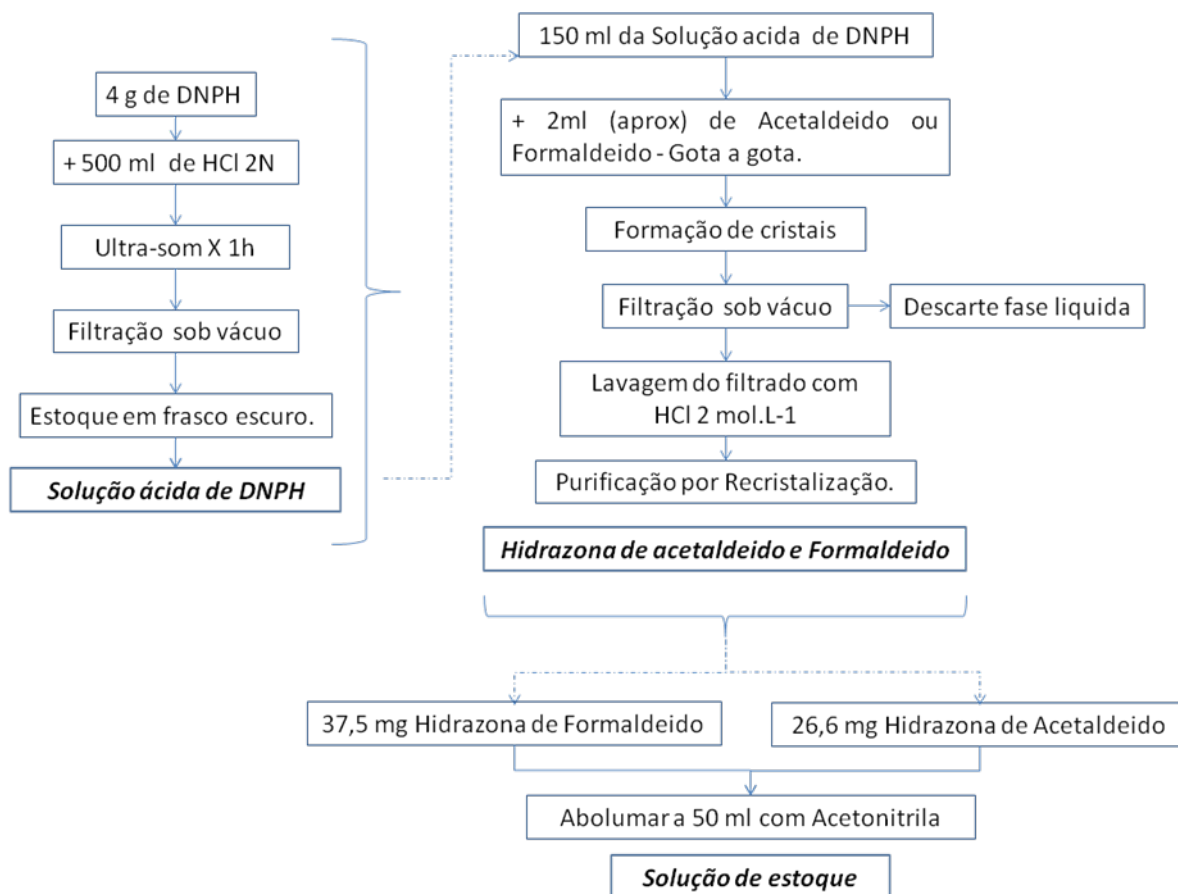 4 g de DNPH
+ 500 ml de HCl 2N
Ultra-som X 1h
Filtração sob vácuo
Estoque em frasco escuro.
Solução ácida de DNPH
150 ml da Solução acida de DNPH
+ 2ml (aprox) de Acetaldeido ou
Formaldeido - Gota a gota.
Formação de cristais
Filtração sob vácuo
Descarte fase liquida
Lavagem do filtrado com
HCl 2 mol.L-1
Purificação por Recristalização.
Hidrazona de acetaldeido e Formaldeido
37,5 mg Hidrazona de Formaldeido
26,6 mg Hidrazona de Acetaldeido
Abolumar a 50 ml com Acetonitrila
Solução de estoque